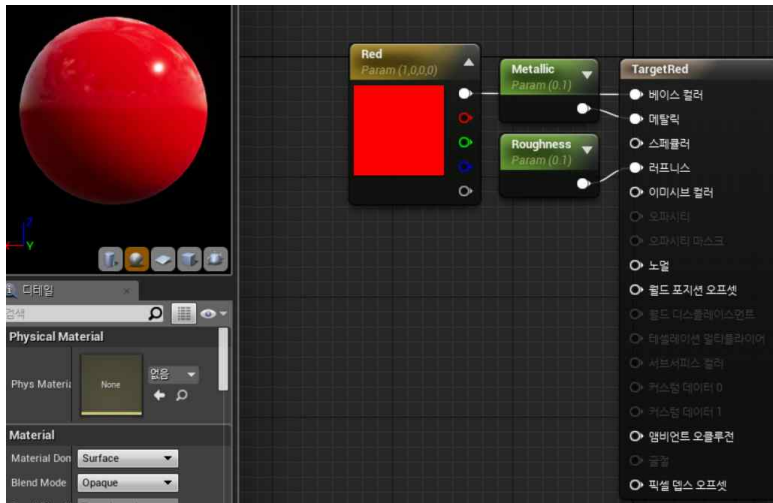 Red
Param (1,0,0,0)
Metallic
Param (0.1)
Roughness
Param (0.1)
TargetRed
베이스 컬러
메탈릭
스페큘러
러프니스
이미시브 컬러
오파시티
오파시티 마스크
노멀
월드 포지션 오프셋
월드 디스플레이스먼트
테셀레이션 멀티플라이어
서브서피스 컬러
커스텀 데이터 0
커스텀 데이터 1
앰비언트 오클루전
굴절
픽셀 뎁스 오프셋
Z
Y
디테일
검색
Physical Material
Phys Materia
None
없음
Material
Material Don
Surface
Blend Mode
Opaque